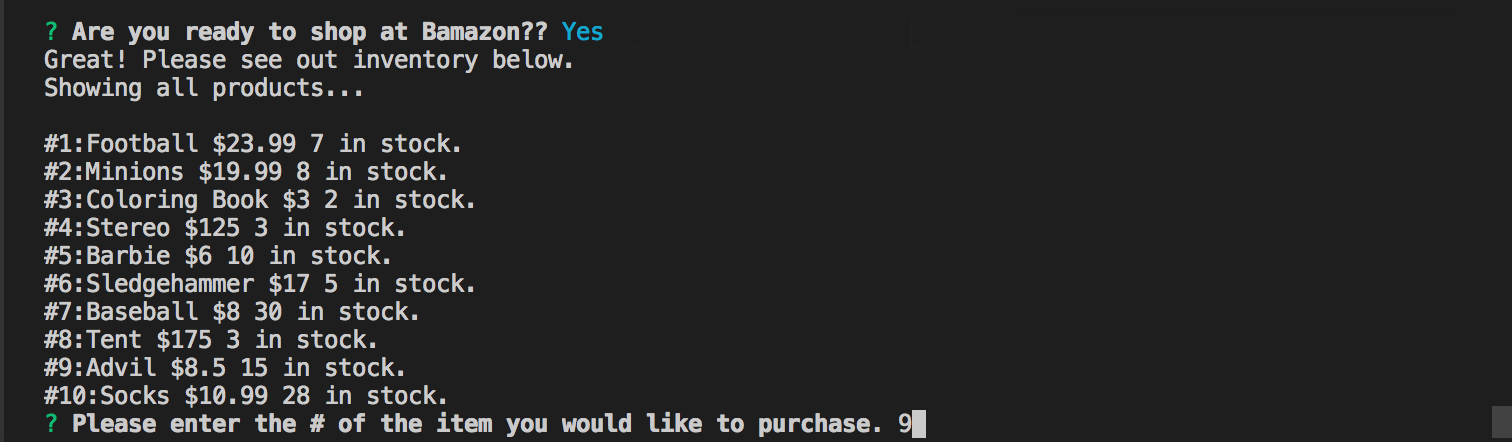 ? Are you ready to shop at Bamazon?? Yes
Great! Please see out inventory below.
Showing all products...
#1:Football $23.99 7 in stock.
#2:Minions $19.99 8 in stock.
#3:Coloring Book $3 2 in stock.
#4:Stereo $125 3 in stock.
#5:Barbie $6 10 in stock.
#6:Sledgehammer $17 5 in stock.
#7:Baseball $8 30 in stock.
#8:Tent $175 3 in stock.
#9:Advil $8.5 15 in stock.
#10:Socks $10.99 28 in stock.
? Please enter the # of the item you would like to purchase. 9